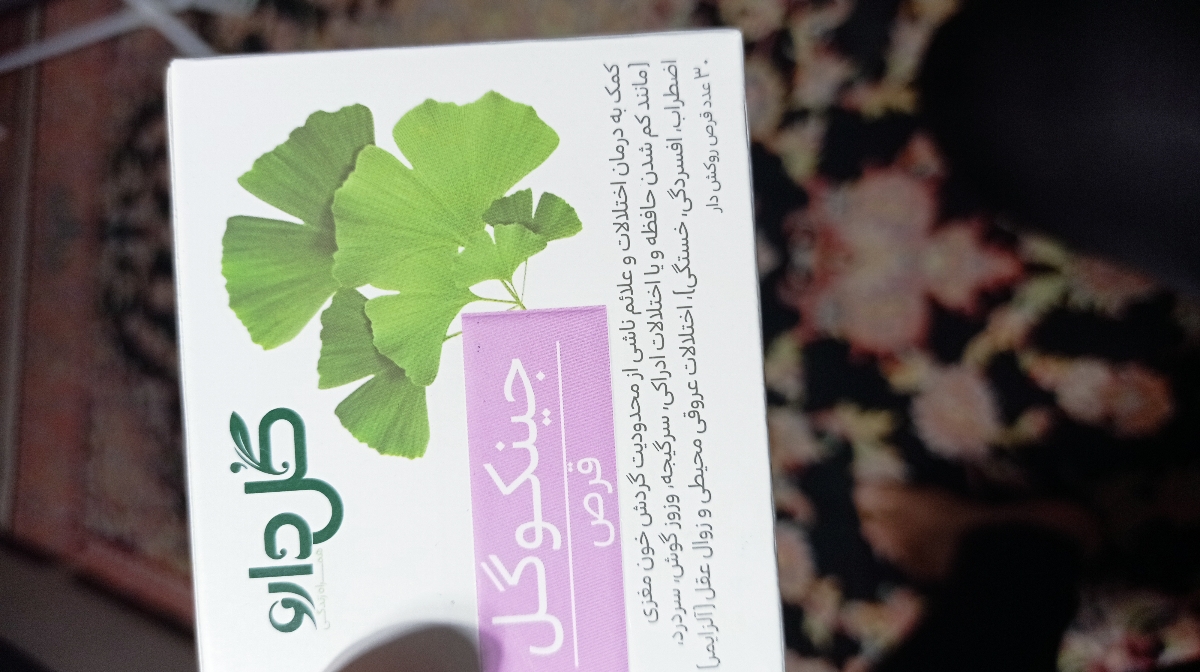 گل دارو
جینکوگل
قرص
کمک به درمان اختلالات و علائم ناشی از محدودیت گردش خون مغزی
(مانند کم شدن حافظه و یا اختلالات ادراکی، سرگیجه، وزوز گوش، سردرد،
اضطراب، افسردگی، خستگی)، اختلالات عروقی محیطی و زوال عقل (آلزایمر)
۳۰ عدد قرص روکش دار